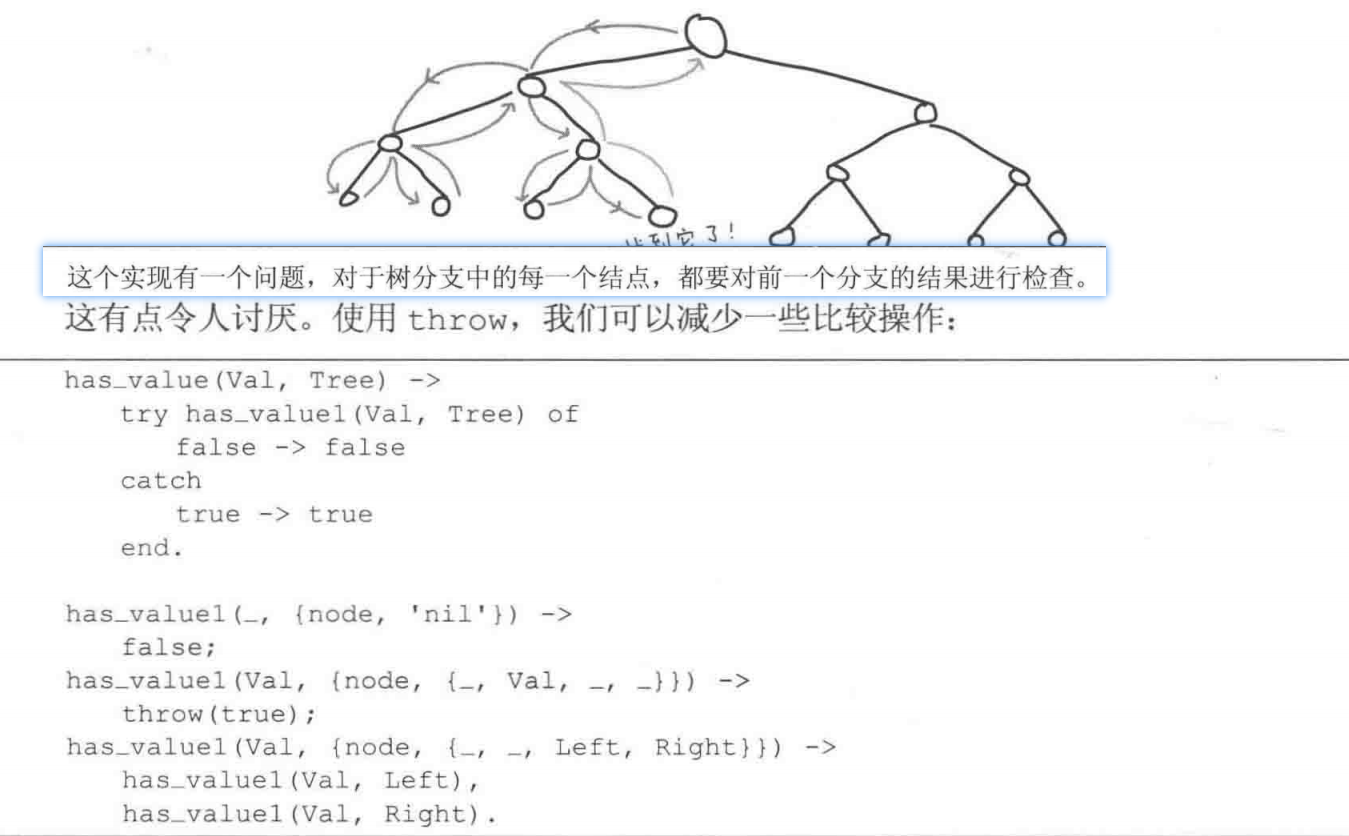 到它了!
这个实现有一个问题，对于树分支中的每一个结点，都要对前一个分支的结果进行检查。
这有点令人讨厌。使用 throw，我们可以减少一些比较操作：
has_value(Val, Tree) ->
try has_value1(Val, Tree) of
false -> false
catch
true -> true
end.
has_value1(_, {node, 'nil'}) ->
false;
has_value1(Val, {node, {_, Val, _, _}}) ->
throw(true);
has_value1(Val, {node, {_, _, Left, Right}}) ->
has_value1(Val, Left),
has_value1(Val, Right).